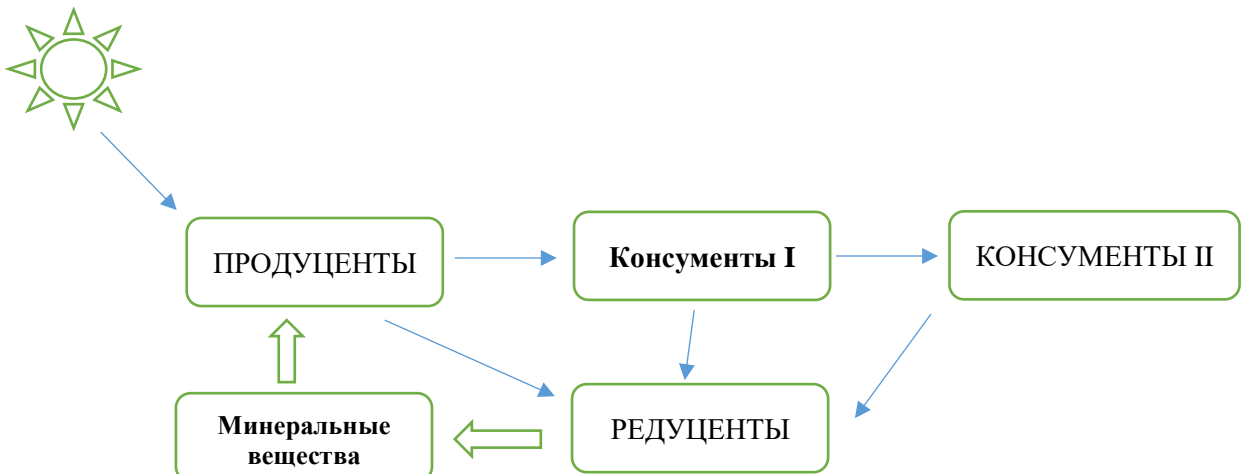 ПРОДУЦЕНТЫ
Консументы I
КОНСУМЕНТЫ II
Минеральные
вещества
РЕДУЦЕНТЫ